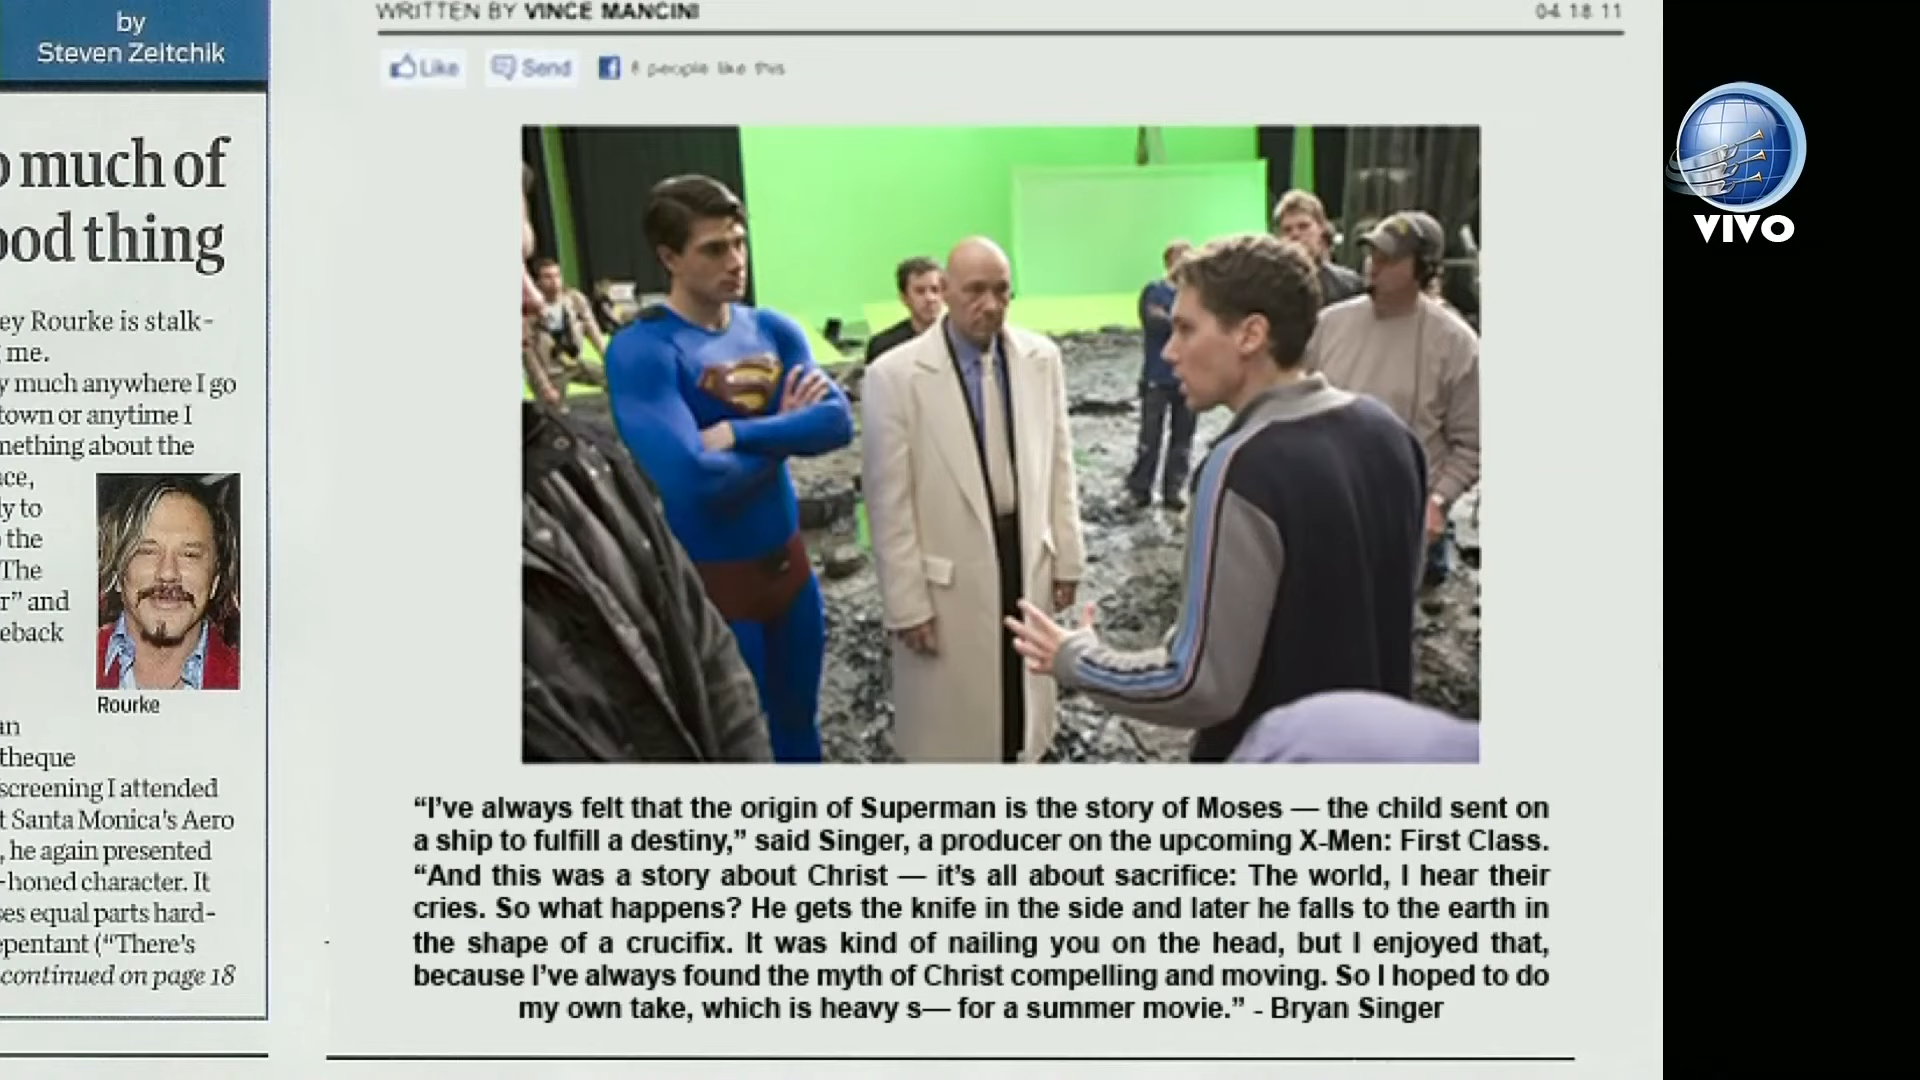 by
Steven Zeitchik
o much of
ood thing
ey Rourke is stalk-
me.
y much anywhere I go
town or anytime I
mething about the
ce,
ly to
the
The
r” and
eback
Rourke
an
theque
screening I attended
t Santa Monica’s Aero
, he again presented
-honed character. It
ses equal parts hard-
epentant (“There’s
continued on page 18
WRITTEN BY VINCE MANCINI
04 18 11
Like
Send
people like this
“I’ve always felt that the origin of Superman is the story of Moses — the child sent on
a ship to fulfill a destiny,” said Singer, a producer on the upcoming X-Men: First Class.
“And this was a story about Christ — it’s all about sacrifice: The world, I hear their
cries. So what happens? He gets the knife in the side and later he falls to the earth in
the shape of a crucifix. It was kind of nailing you on the head, but I enjoyed that,
because I’ve always found the myth of Christ compelling and moving. So I hoped to do
my own take, which is heavy s— for a summer movie.” - Bryan Singer
VIVO